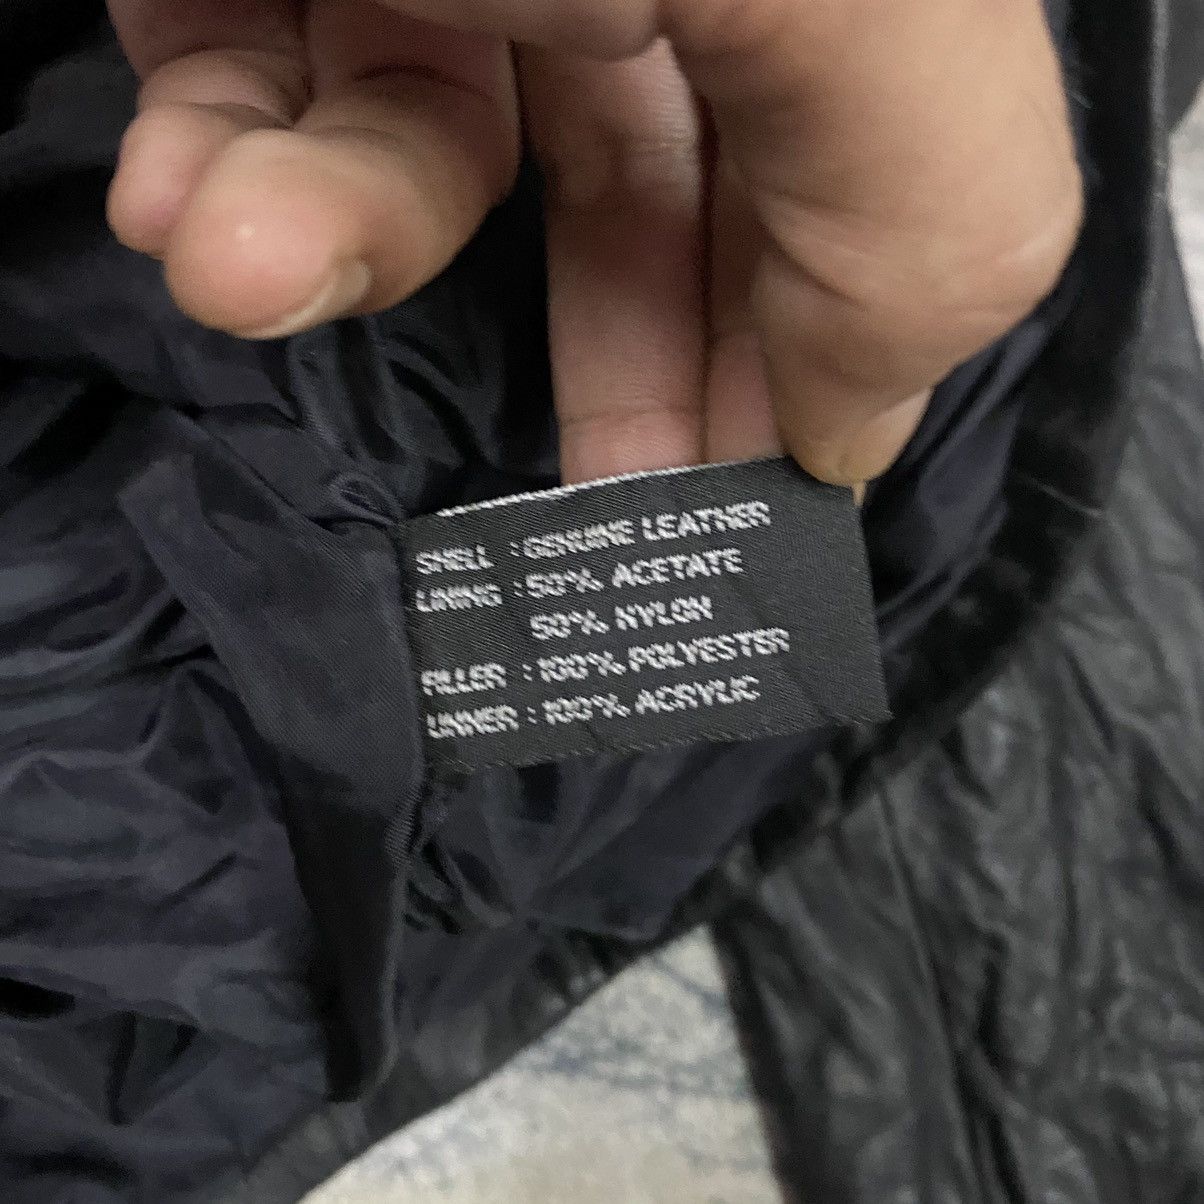 SHELL : GENUINE LEATHER
LINING : 50% ACETATE
50% NYLON
FILLER : 100% POLYESTER
LINNER : 100% ACRYLIC